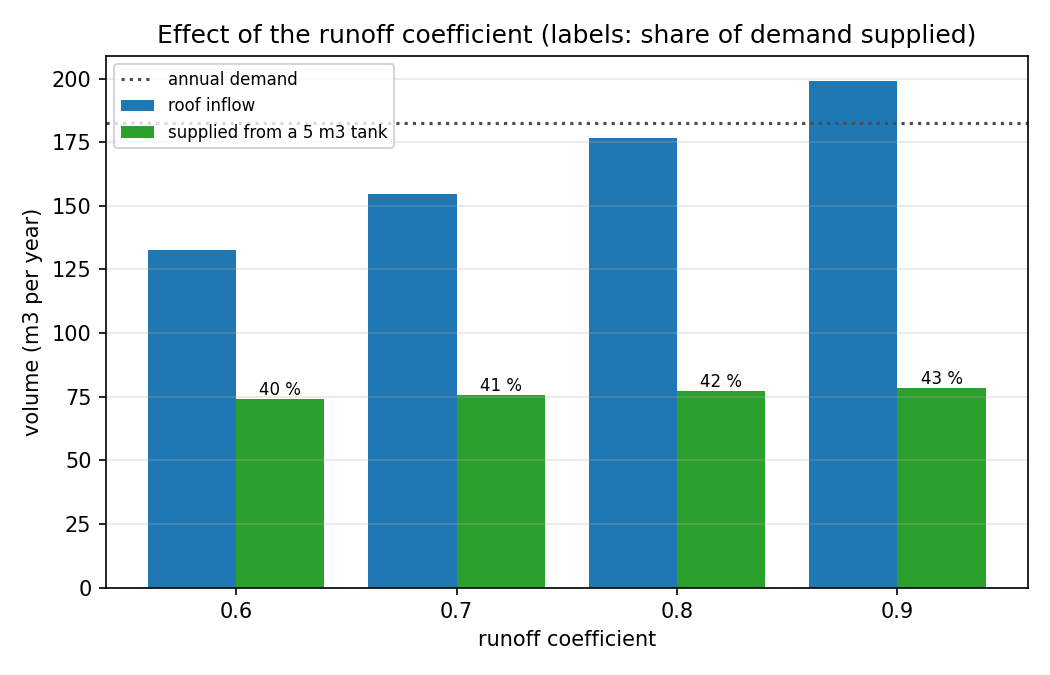 Effect of the runoff coefficient (labels: share of demand supplied)
annual demand
roof inflow
supplied from a 5 m3 tank
volume (m3 per year)
200
175
150
125
100
75
50
25
0
40 %
41 %
42 %
43 %
0.6
0.7
0.8
0.9
runoff coefficient